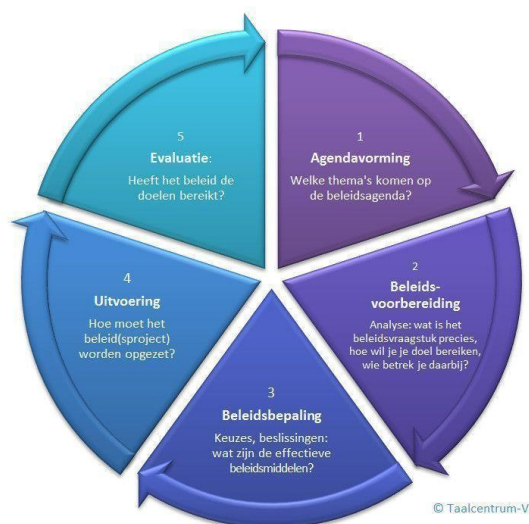 1
Agendavorming
Welke thema's komen op
de beleidsagenda?
2
Beleids-
voorbereiding
Analyse: wat is het
beleidsvraagstuk precies,
hoe wil je je doel bereiken,
wie betrek je daarbij?
3
Beleidsbepaling
Keuzes, beslissingen:
wat zijn de effectieve
beleidsmiddelen?
4
Uitvoering
Hoe moet het
beleid(sproject)
worden opgezet?
5
Evaluatie:
Heeft het beleid de
doelen bereikt?
© Taalcentrum-V